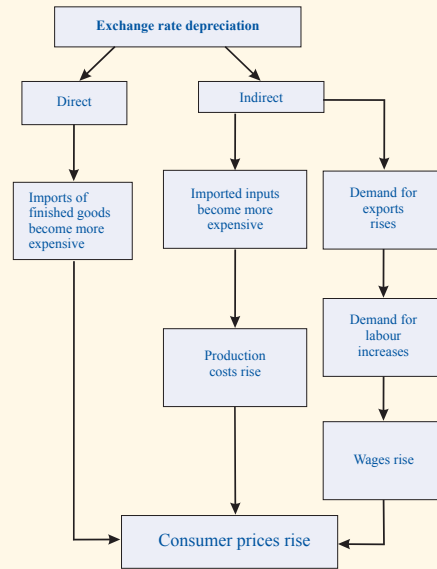 Exchange rate depreciation
Direct
Indirect
Imports of
finished goods
become more
expensive
Imported inputs
become more
expensive
Demand for
exports
rises
Production
costs rise
Demand for
labour
increases
Wages rise
Consumer prices rise